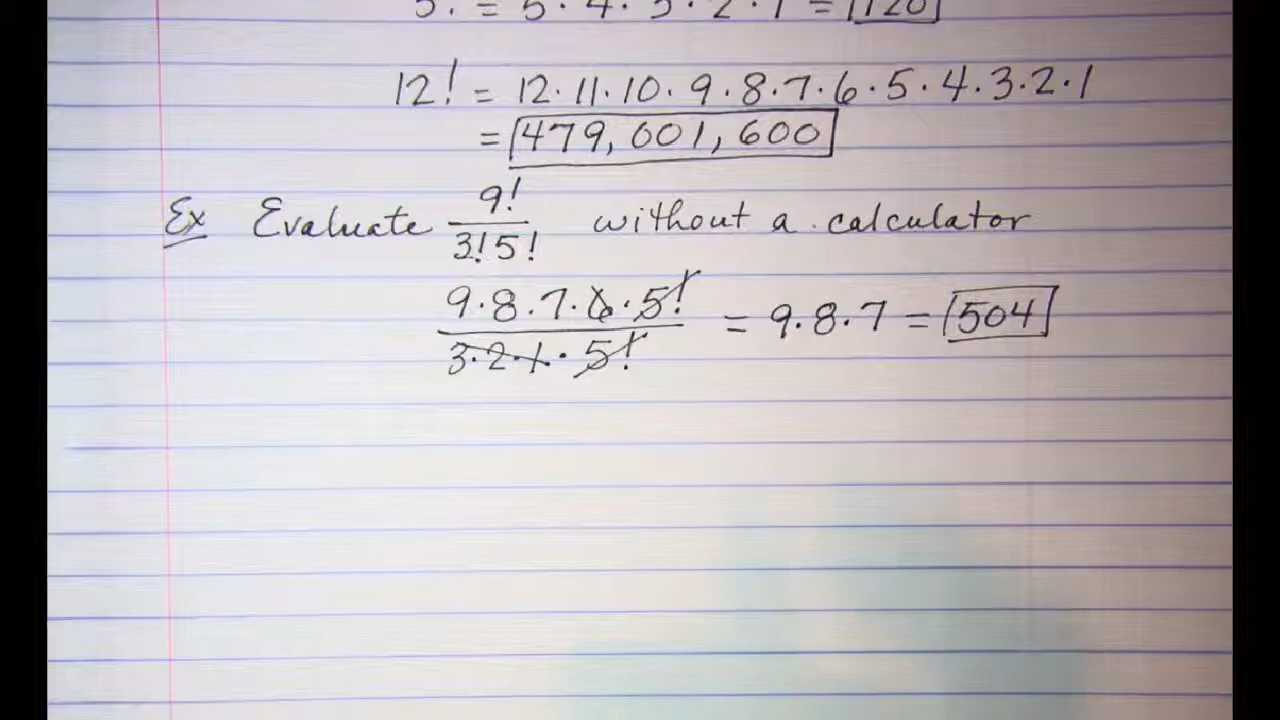 5! = 5 · 4 · 3 · 2 · 1 = 120
12! = 12 · 11 · 10 · 9 · 8 · 7 · 6 · 5 · 4 · 3 · 2 · 1
= 479,001,600
Ex Evaluate 9!/3!5! without a calculator
9·8·7·6·5!/3·2·1·5! = 9·8·7 = 504